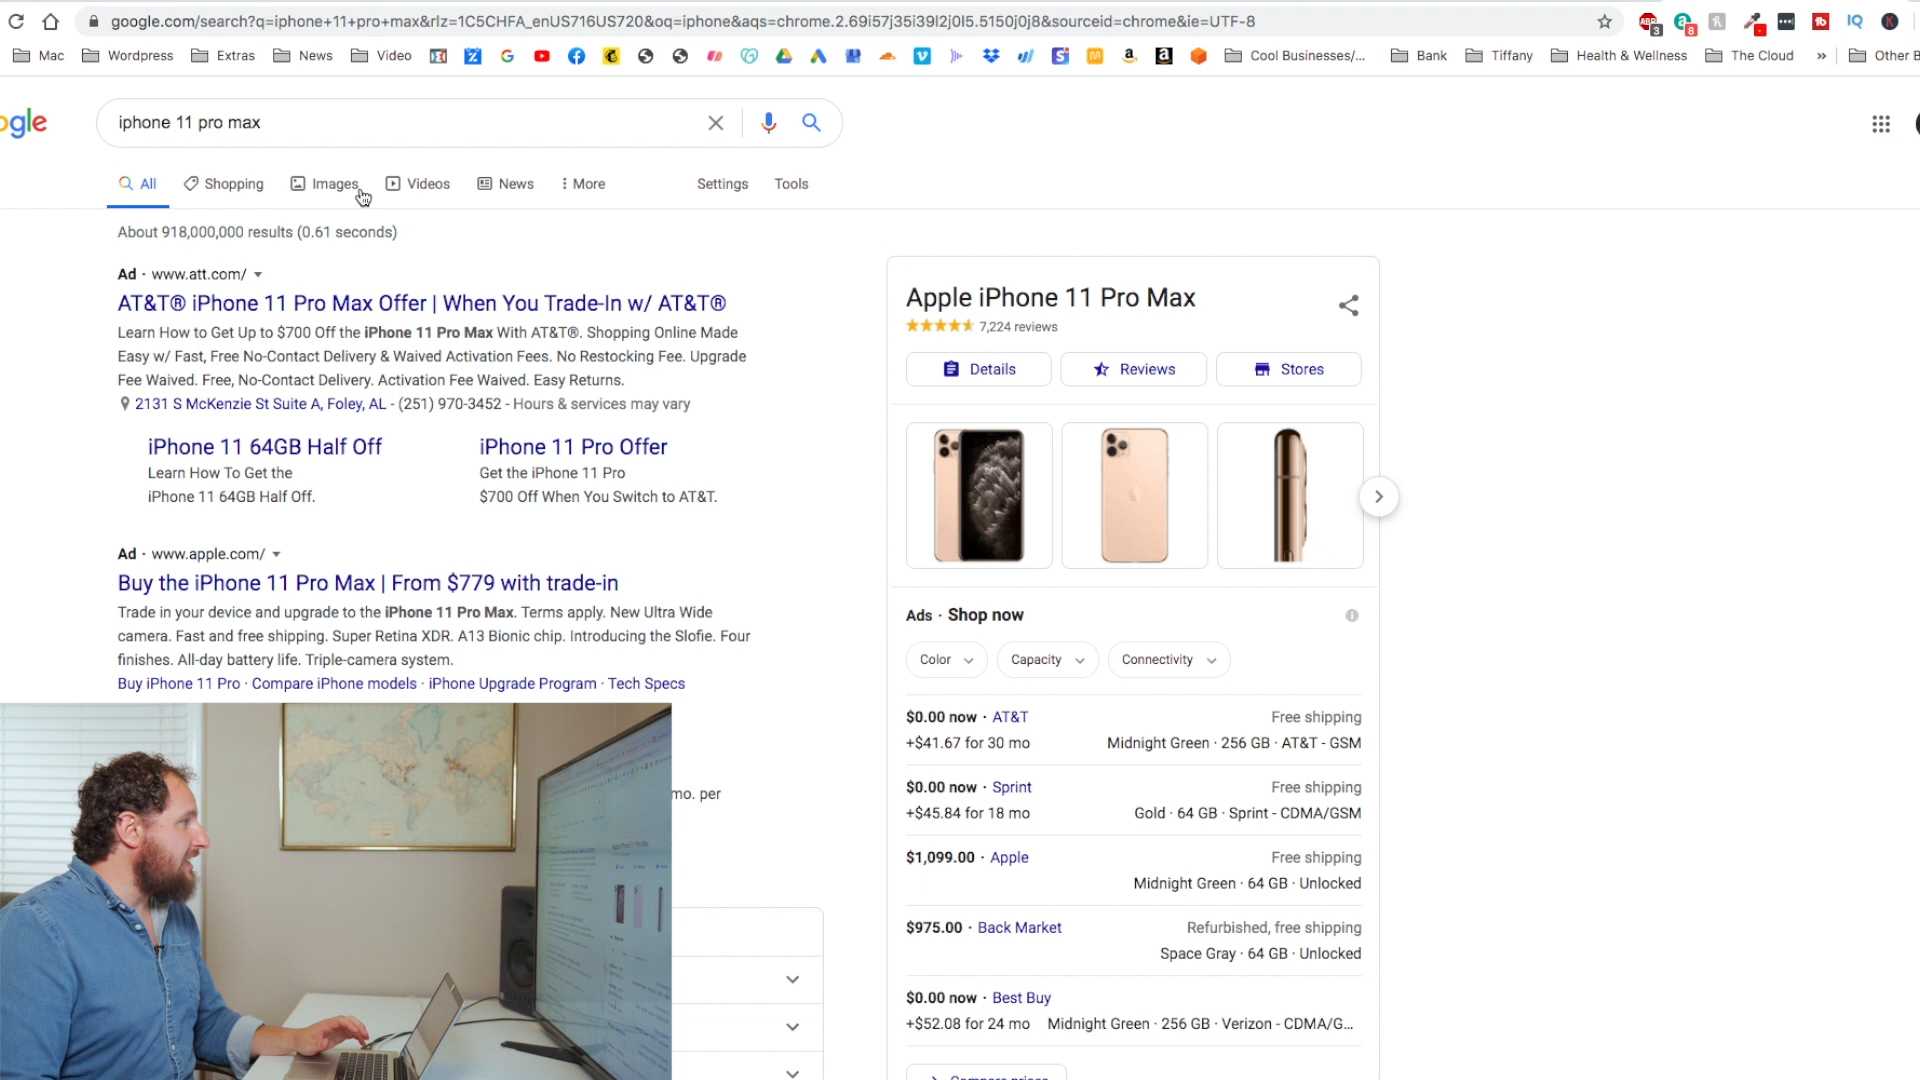 google.com/search?q=iphone+11+pro+max&rlz=1C5CHFA_enUS716US720&oq=iphone&aqs=chrome.2.69i57j35i39l2j0l5.5150j0j8&sourceid=chrome&ie=UTF-8
Mac Wordpress Extras News Video Cool Businesses/... Bank Tiffany Health & Wellness The Cloud » Other B
ogle
iphone 11 pro max
All Shopping Images Videos News More Settings Tools
About 918,000,000 results (0.61 seconds)
Ad · www.att.com/
AT&T® iPhone 11 Pro Max Offer | When You Trade-In w/ AT&T®
Learn How to Get Up to $700 Off the iPhone 11 Pro Max With AT&T®. Shopping Online Made
Easy w/ Fast, Free No-Contact Delivery & Waived Activation Fees. No Restocking Fee. Upgrade
Fee Waived. Free, No-Contact Delivery. Activation Fee Waived. Easy Returns.
2131 S McKenzie St Suite A, Foley, AL - (251) 970-3452 - Hours & services may vary
iPhone 11 64GB Half Off
Learn How To Get the
iPhone 11 64GB Half Off.
iPhone 11 Pro Offer
Get the iPhone 11 Pro
$700 Off When You Switch to AT&T.
Ad · www.apple.com/
Buy the iPhone 11 Pro Max | From $779 with trade-in
Trade in your device and upgrade to the iPhone 11 Pro Max. Terms apply. New Ultra Wide
camera. Fast and free shipping. Super Retina XDR. A13 Bionic chip. Introducing the Slofie. Four
finishes. All-day battery life. Triple-camera system.
Buy iPhone 11 Pro · Compare iPhone models · iPhone Upgrade Program · Tech Specs
mo. per
Apple iPhone 11 Pro Max
7,224 reviews
Details Reviews Stores
Ads · Shop now
Color Capacity Connectivity
$0.00 now · AT&T Free shipping
+$41.67 for 30 mo Midnight Green · 256 GB · AT&T - GSM
$0.00 now · Sprint Free shipping
+$45.84 for 18 mo Gold · 64 GB · Sprint - CDMA/GSM
$1,099.00 · Apple Free shipping
Midnight Green · 64 GB · Unlocked
$975.00 · Back Market Refurbished, free shipping
Space Gray · 64 GB · Unlocked
$0.00 now · Best Buy
+$52.08 for 24 mo Midnight Green · 256 GB · Verizon - CDMA/G...
Compare prices